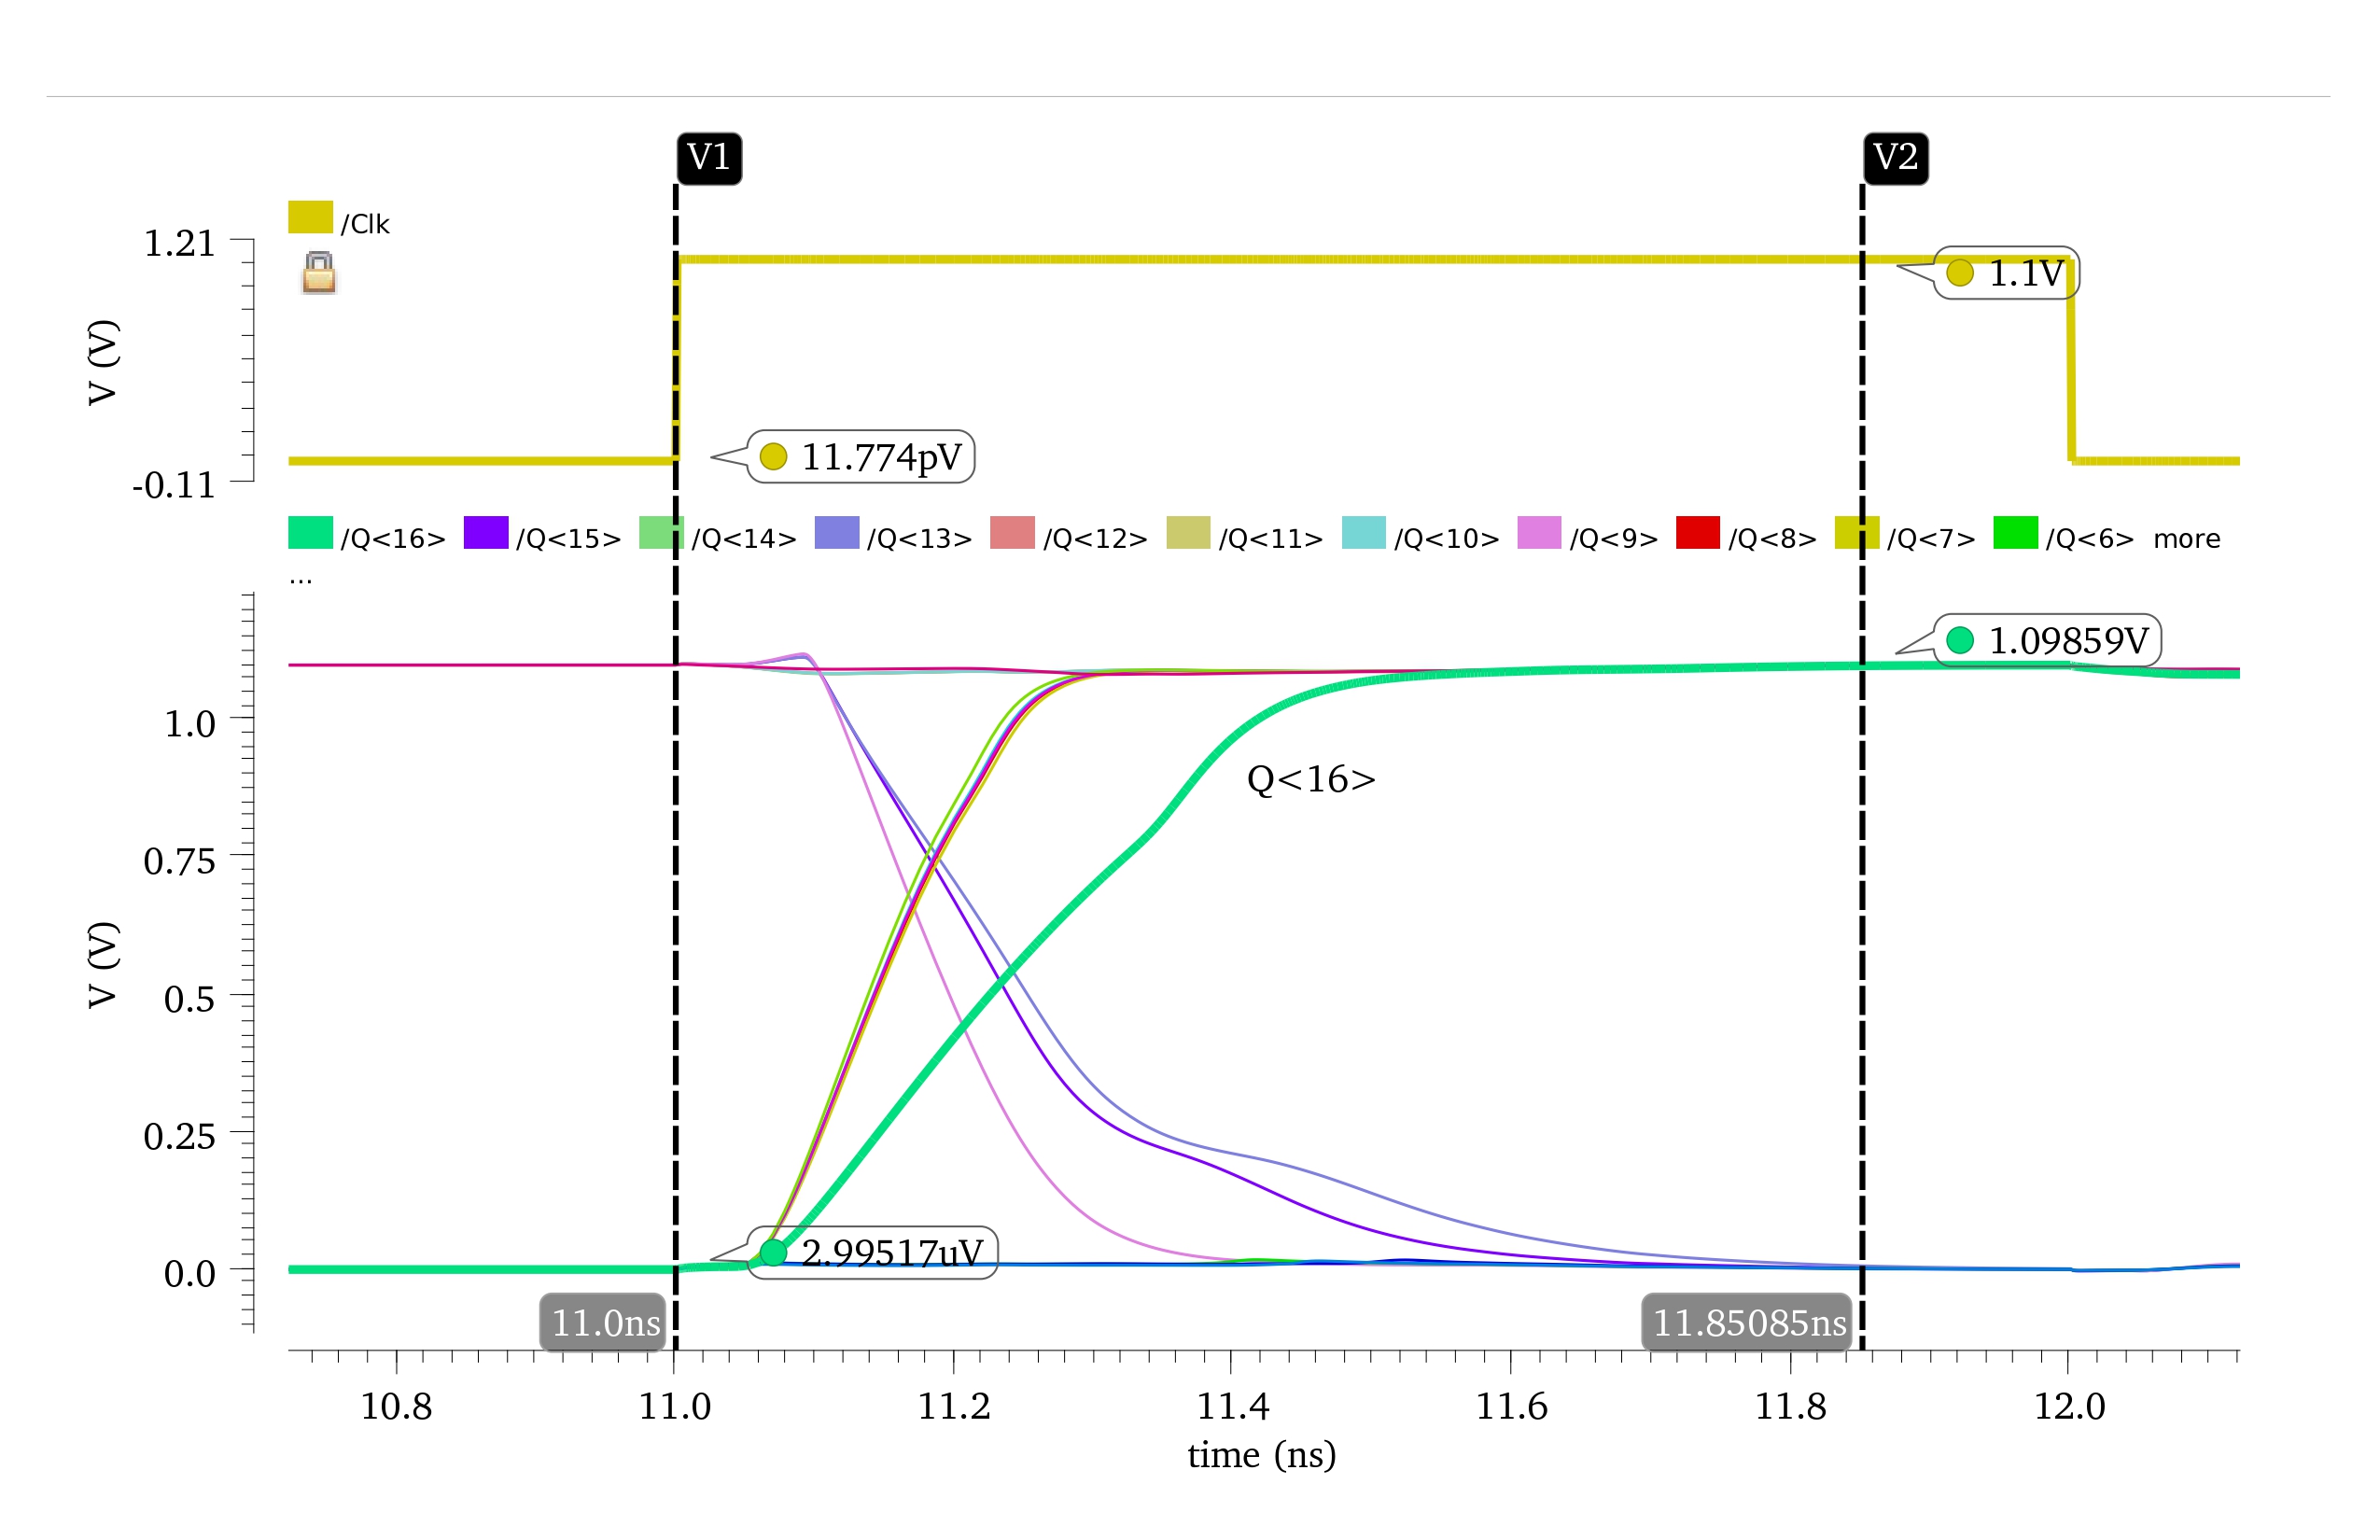 V1 V2
/Clk
1.21
V (V)
1.1V
11.774pV
-0.11
/Q<16> /Q<15> /Q<14> /Q<13> /Q<12> /Q<11> /Q<10> /Q<9> /Q<8> /Q<7> /Q<6> more
...
1.09859V
1.0
Q<16>
0.75
V (V)
0.5
0.25
2.99517uV
0.0
11.0ns 11.85085ns
10.8 11.0 11.2 11.4 11.6 11.8 12.0
time (ns)